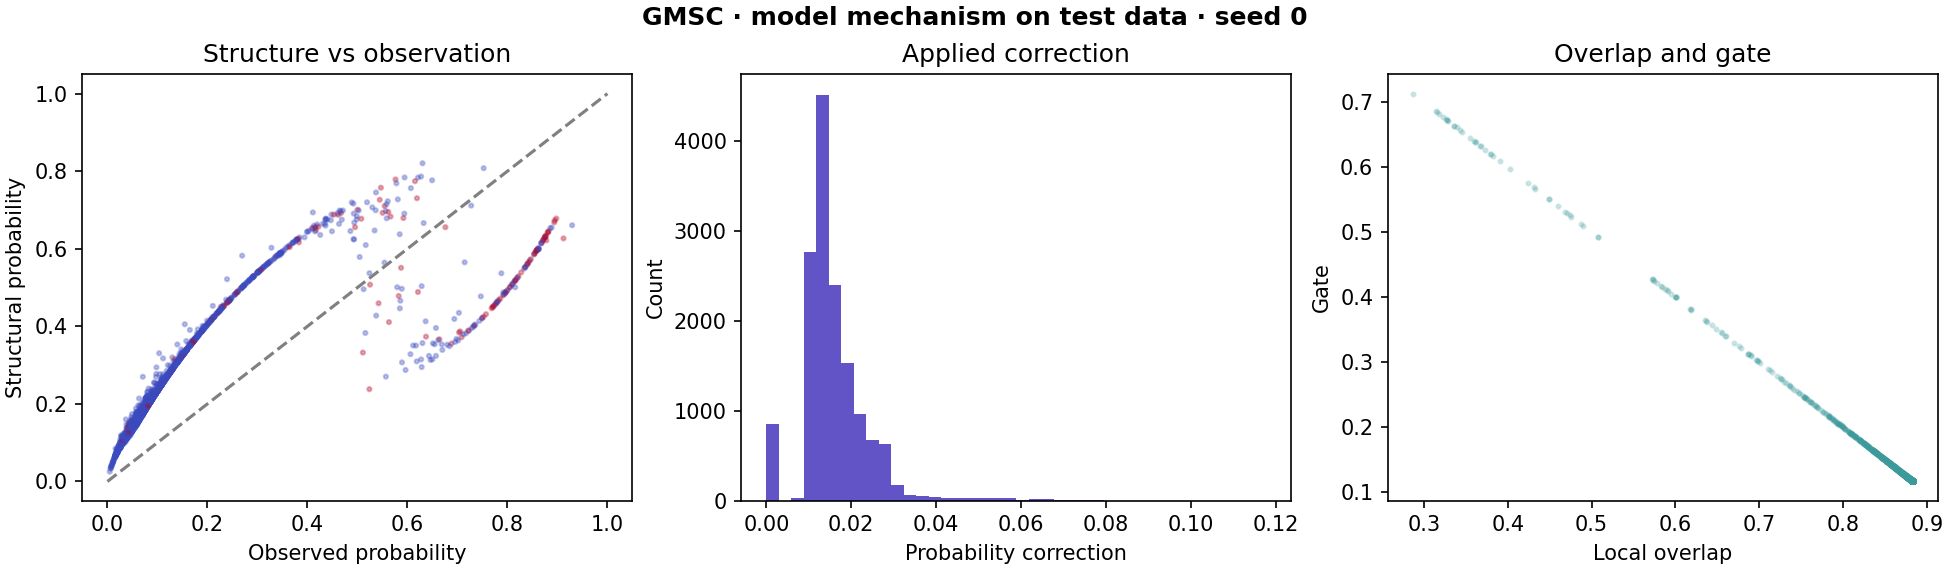 GMSC · model mechanism on test data · seed 0
Structure vs observation
Structural probability
1.0
0.8
0.6
0.4
0.2
0.0
0.0 0.2 0.4 0.6 0.8 1.0
Observed probability
Applied correction
Count
4000
3000
2000
1000
0
0.00 0.02 0.04 0.06 0.08 0.10 0.12
Probability correction
Overlap and gate
Gate
0.7
0.6
0.5
0.4
0.3
0.2
0.1
0.3 0.4 0.5 0.6 0.7 0.8 0.9
Local overlap